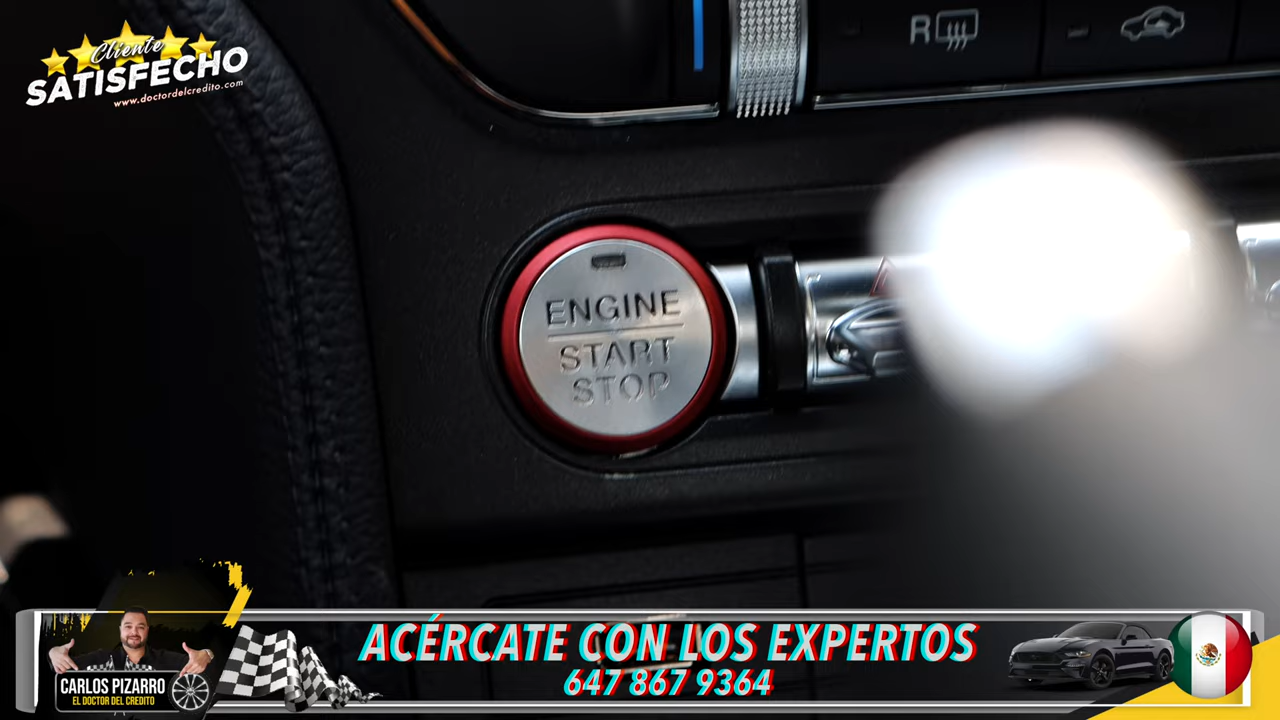 Cliente
SATISFECHO
www.doctordelcredito.com
R
ENGINE
START
STOP
ACÉRCATE CON LOS EXPERTOS
647 867 9364
CARLOS PIZARRO
EL DOCTOR DEL CREDITO